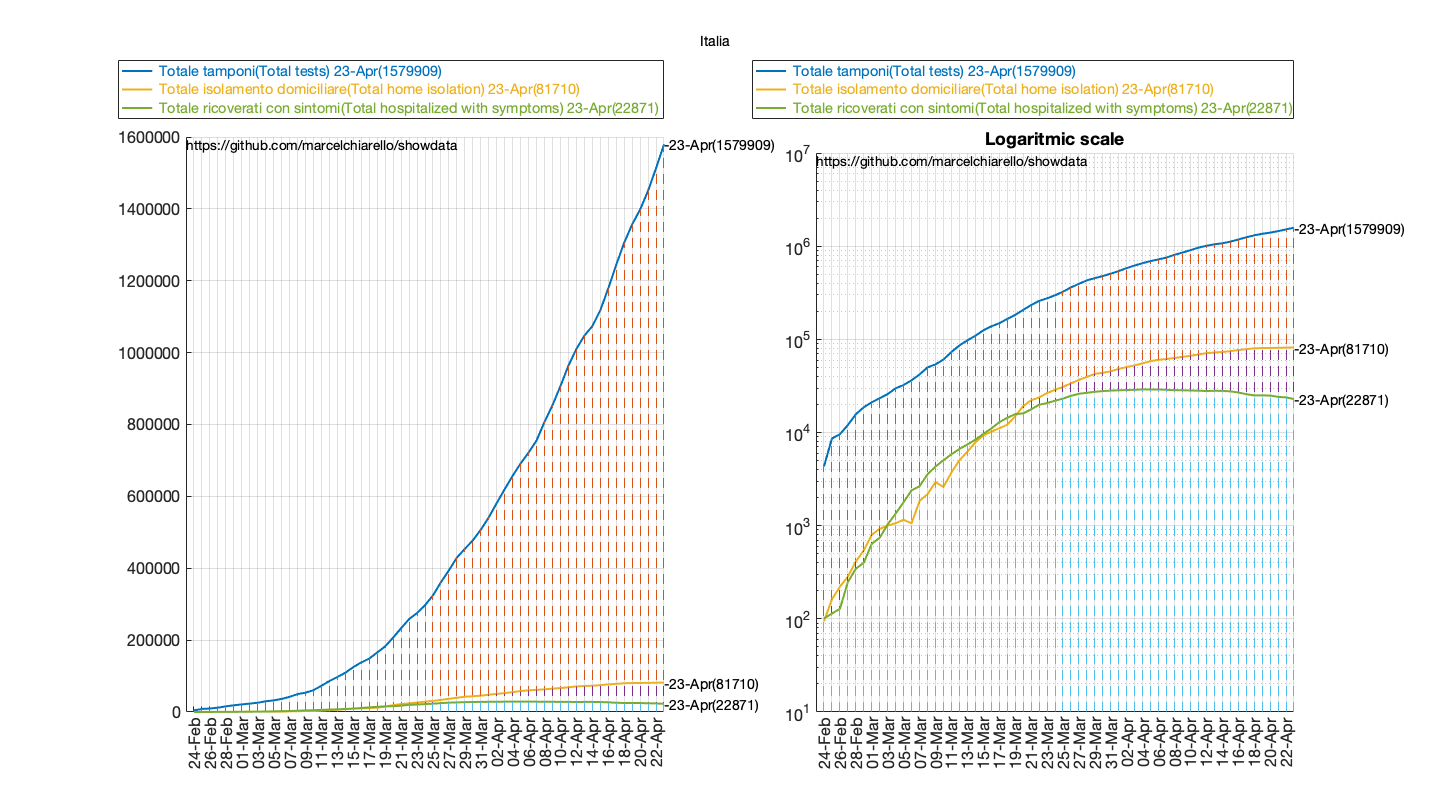 Italia
Totale tamponi(Total tests) 23-Apr(1579909)
Totale isolamento domiciliare(Total home isolation) 23-Apr(81710)
Totale ricoverati con sintomi(Total hospitalized with symptoms) 23-Apr(22871)
1600000
1400000
1200000
1000000
800000
600000
400000
200000
0
https://github.com/marcelchiarello/showdata
-23-Apr(1579909)
-23-Apr(81710)
-23-Apr(22871)
24-Feb
26-Feb
28-Feb
01-Mar
03-Mar
05-Mar
07-Mar
09-Mar
11-Mar
13-Mar
15-Mar
17-Mar
19-Mar
21-Mar
23-Mar
25-Mar
27-Mar
29-Mar
31-Mar
02-Apr
04-Apr
06-Apr
08-Apr
10-Apr
12-Apr
14-Apr
16-Apr
18-Apr
20-Apr
22-Apr
Totale tamponi(Total tests) 23-Apr(1579909)
Totale isolamento domiciliare(Total home isolation) 23-Apr(81710)
Totale ricoverati con sintomi(Total hospitalized with symptoms) 23-Apr(22871)
Logaritmic scale
10^7
10^6
10^5
10^4
10^3
10^2
10^1
https://github.com/marcelchiarello/showdata
-23-Apr(1579909)
-23-Apr(81710)
-23-Apr(22871)
24-Feb
26-Feb
28-Feb
01-Mar
03-Mar
05-Mar
07-Mar
09-Mar
11-Mar
13-Mar
15-Mar
17-Mar
19-Mar
21-Mar
23-Mar
25-Mar
27-Mar
29-Mar
31-Mar
02-Apr
04-Apr
06-Apr
08-Apr
10-Apr
12-Apr
14-Apr
16-Apr
18-Apr
20-Apr
22-Apr